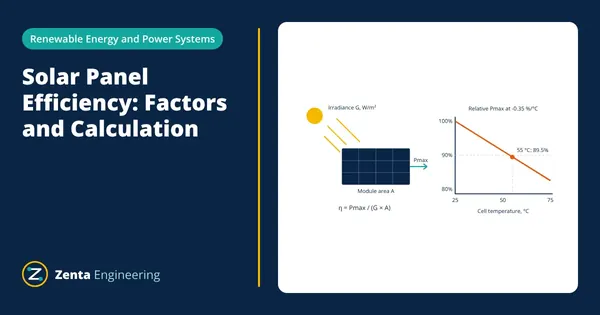 Renewable Energy and Power Systems
Solar Panel
Efficiency: Factors
and Calculation
Zenta Engineering
Irradiance G, W/m²
Pmax
Module area A
η = Pmax / (G × A)
Relative Pmax at -0.35 %/°C
100%
90%
80%
55 °C: 89.5%
25
50
75
Cell temperature, °C